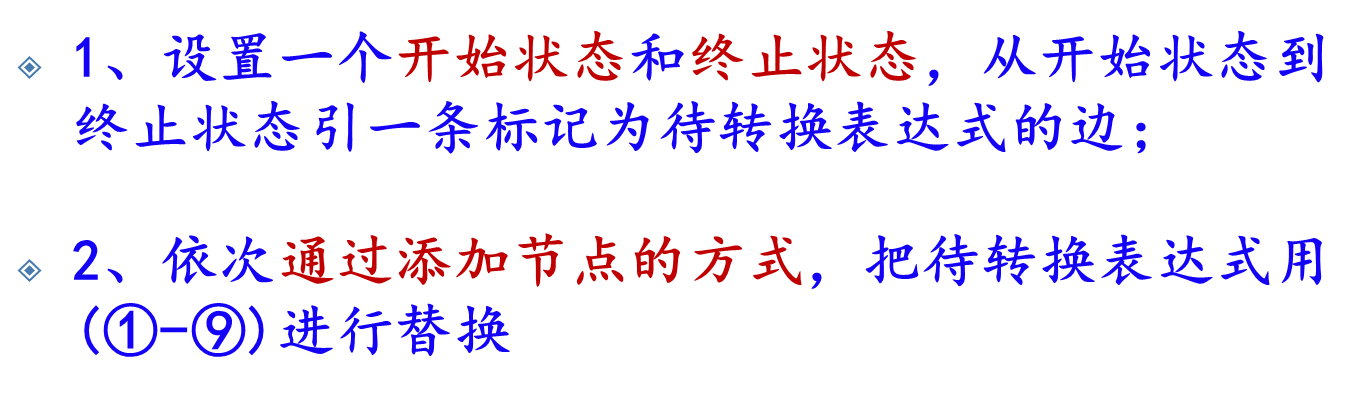 1、设置一个开始状态和终止状态，从开始状态到
终止状态引一条标记为待转换表达式的边；
2、依次通过添加节点的方式，把待转换表达式用
(①-⑨)进行替换